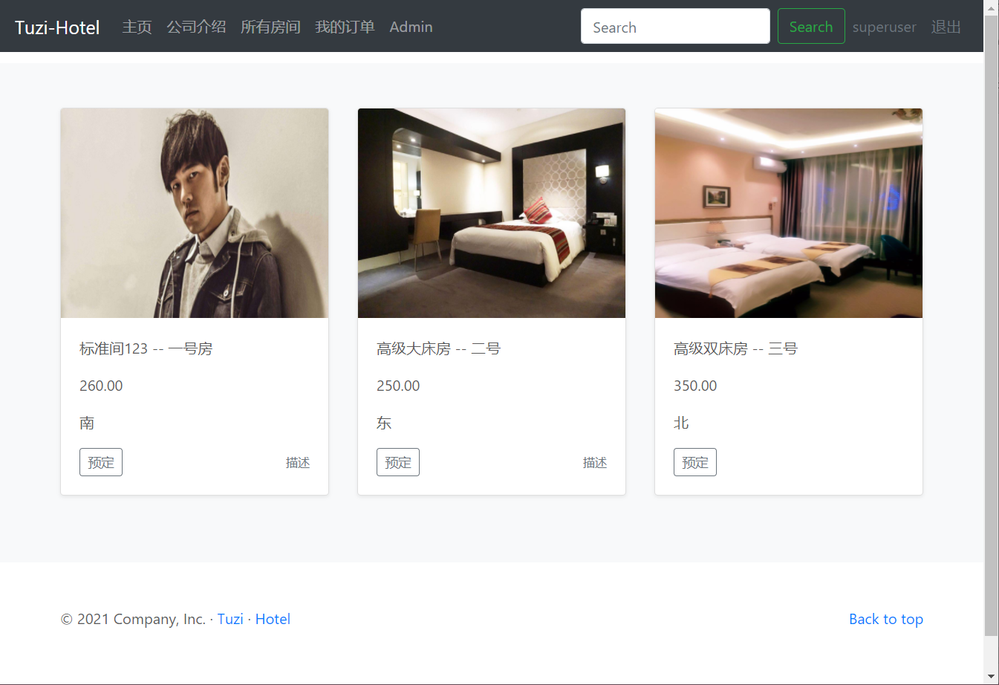 Tuzi-Hotel 主页 公司介绍 所有房间 我的订单 Admin Search Search superuser 退出
标准间123 -- 一号房
260.00
南
预定 描述
高级大床房 -- 二号
250.00
东
预定 描述
高级双床房 -- 三号
350.00
北
预定
© 2021 Company, Inc. · Tuzi · Hotel
Back to top